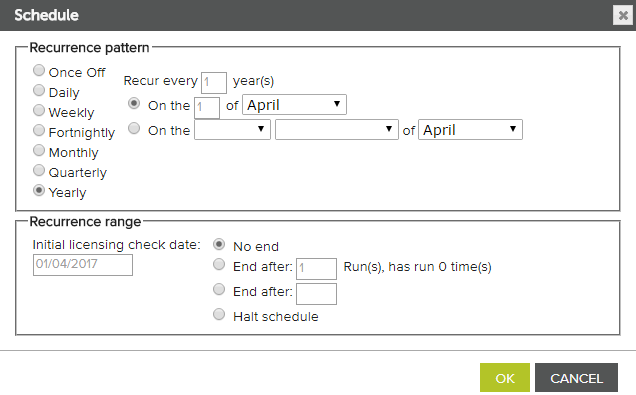 Schedule
Recurrence pattern
Once Off
Daily
Weekly
Fortnightly
Monthly
Quarterly
Yearly
Recur every 1 year(s)
On the 1 of April
On the of April
Recurrence range
Initial licensing check date:
01/04/2017
No end
End after: 1 Run(s), has run 0 time(s)
End after:
Halt schedule
OK CANCEL